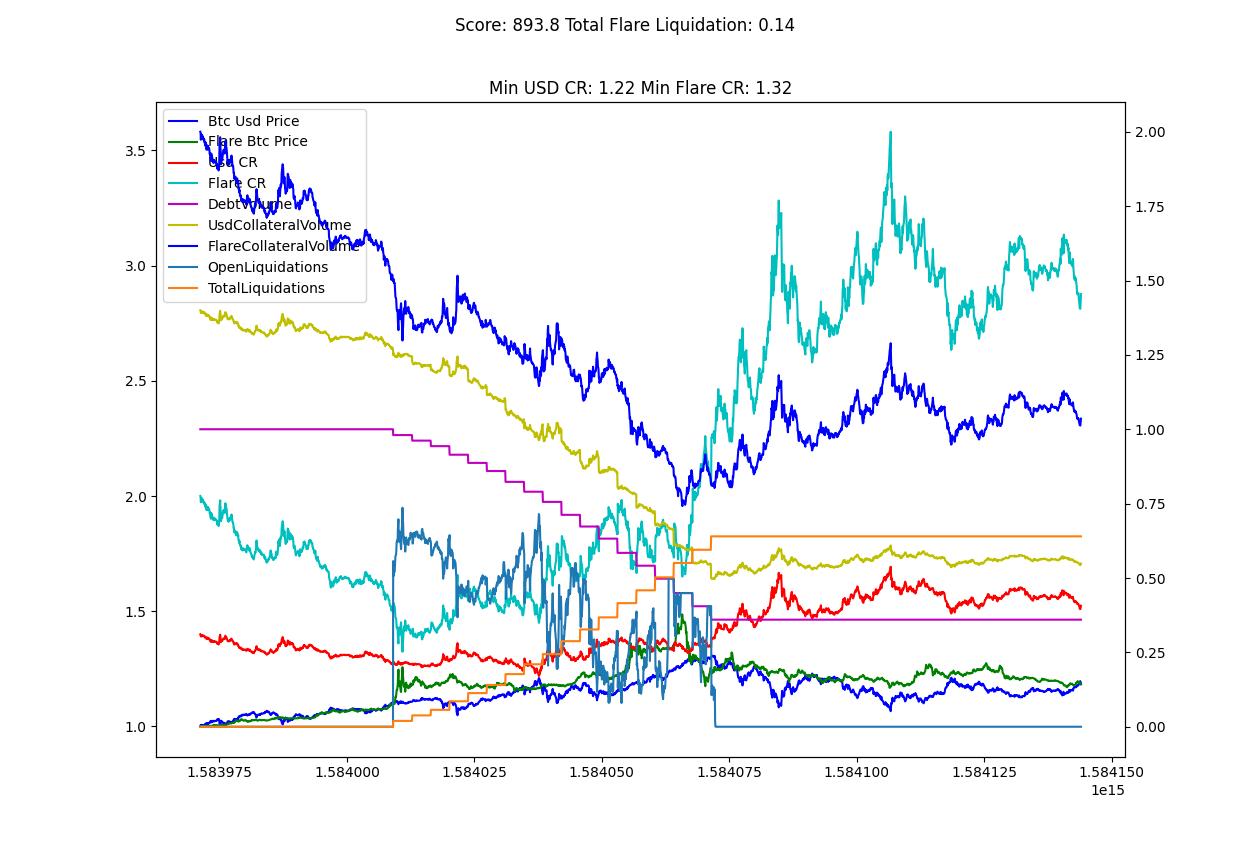 Score: 893.8 Total Flare Liquidation: 0.14
Min USD CR: 1.22 Min Flare CR: 1.32
Btc Usd Price
Flare Btc Price
Usd CR
Flare CR
DebtVolume
UsdCollateralVolume
FlareCollateralVolume
OpenLiquidations
TotalLiquidations
3.5
3.0
2.5
2.0
1.5
1.0
2.00
1.75
1.50
1.25
1.00
0.75
0.50
0.25
0.00
1.583975 1.584000 1.584025 1.584050 1.584075 1.584100 1.584125 1.584150
1e15